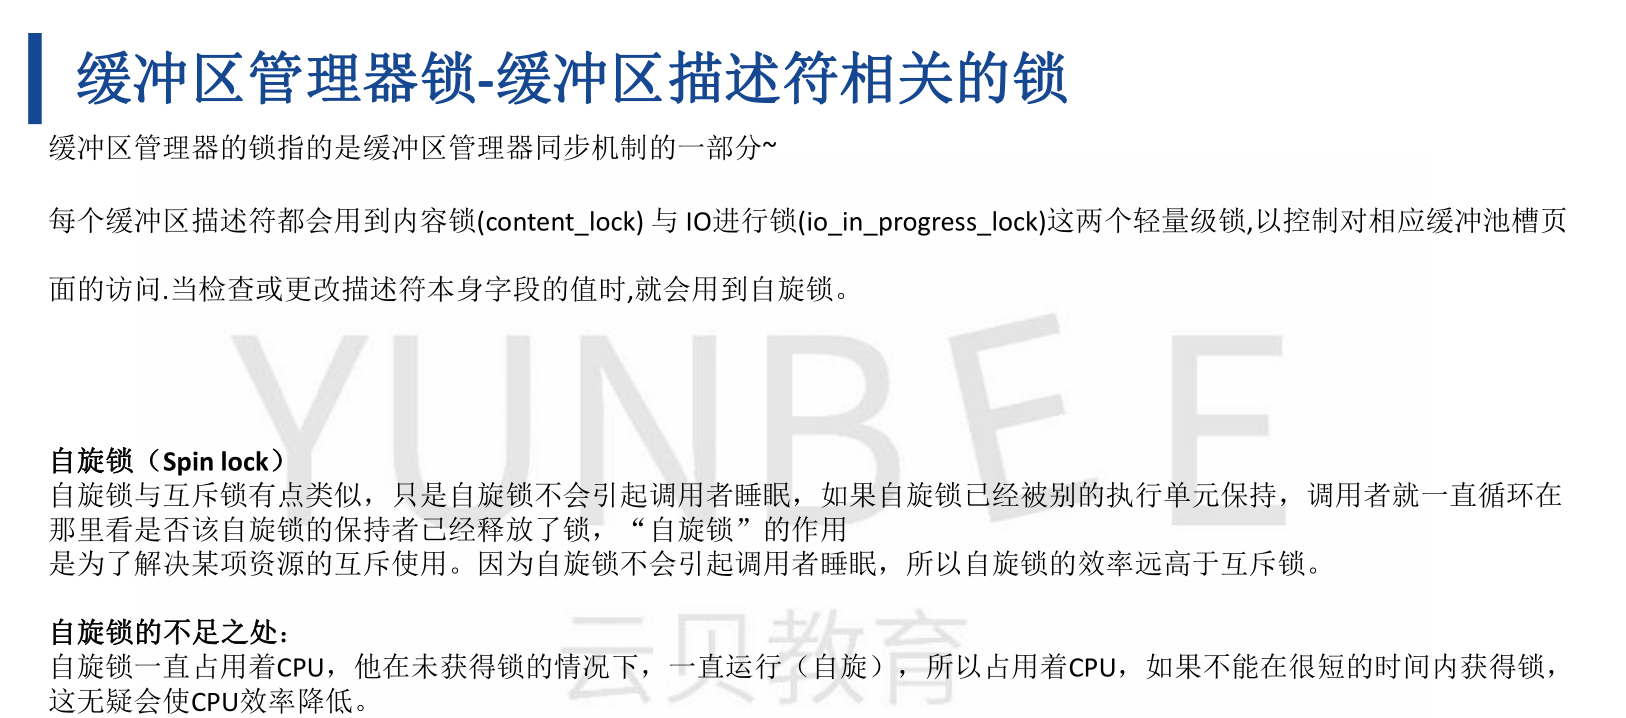 缓冲区管理器锁-缓冲区描述符相关的锁
缓冲区管理器的锁指的是缓冲区管理器同步机制的一部分~
每个缓冲区描述符都会用到内容锁(content_lock) 与 IO进行锁(io_in_progress_lock)这两个轻量级锁,以控制对相应缓冲池槽页
面的访问.当检查或更改描述符本身字段的值时,就会用到自旋锁。
YUNBEE
自旋锁（Spin lock）
自旋锁与互斥锁有点类似，只是自旋锁不会引起调用者睡眠，如果自旋锁已经被别的执行单元保持，调用者就一直循环在
那里看是否该自旋锁的保持者已经释放了锁，“自旋锁”的作用
是为了解决某项资源的互斥使用。因为自旋锁不会引起调用者睡眠，所以自旋锁的效率远高于互斥锁。
云贝教育
自旋锁的不足之处：
自旋锁一直占用着CPU，他在未获得锁的情况下，一直运行（自旋），所以占用着CPU，如果不能在很短的时间内获得锁，
这无疑会使CPU效率降低。